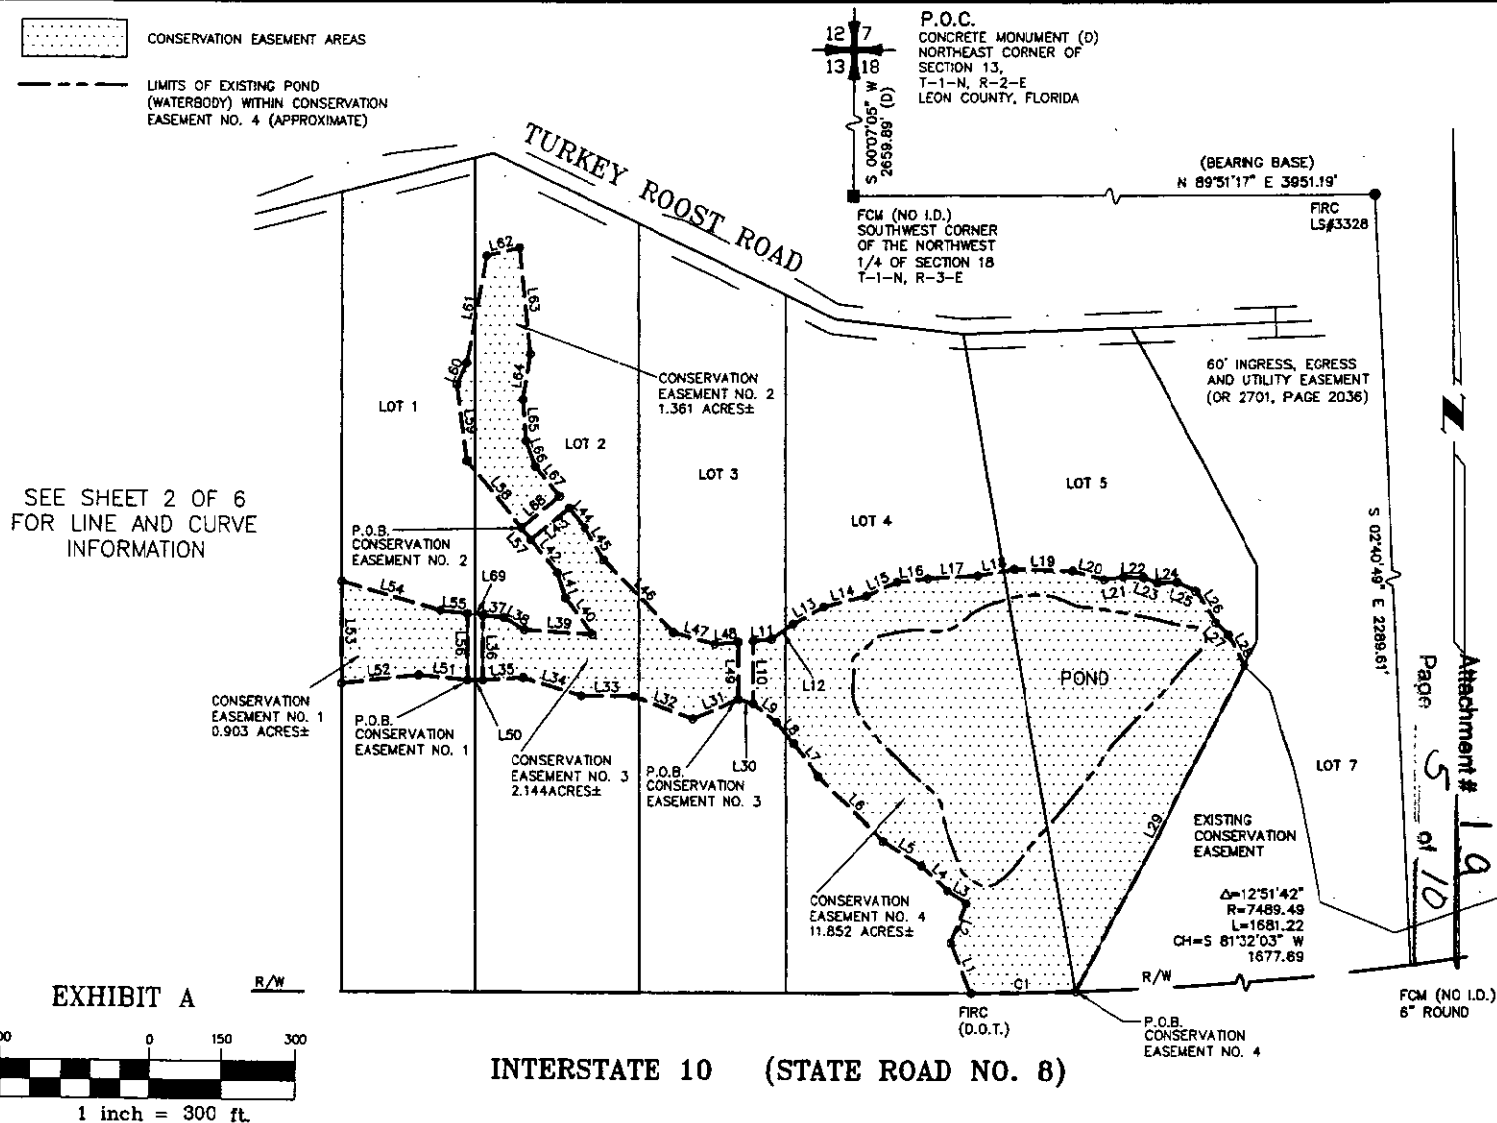 CONSERVATION EASEMENT AREAS
LIMITS OF EXISTING POND
(WATERBODY) WITHIN CONSERVATION
EASEMENT NO. 4 (APPROXIMATE)
12 7
13 18
P.O.C.
CONCRETE MONUMENT (D)
NORTHEAST CORNER OF
SECTION 13,
T-1-N, R-2-E
LEON COUNTY, FLORIDA
S 00°07'05" W
2659.89' (D)
(BEARING BASE)
N 89°51'17" E 3951.19'
FIRC
LS#3328
FCM (NO I.D.)
SOUTHWEST CORNER
OF THE NORTHWEST
1/4 OF SECTION 18
T-1-N, R-3-E
TURKEY ROOST ROAD
60' INGRESS, EGRESS
AND UTILITY EASEMENT
(OR 2701, PAGE 2036)
Z
S 02°40'49" E 2289.61'
L62
L61
L63
L60
L64
L59
L65
L66
L67
L58
L68
L47
L57
L44
L45
L42
L41
L40
L46
CONSERVATION
EASEMENT NO. 2
1.361 ACRES±
LOT 1
LOT 2
LOT 3
LOT 4
LOT 5
LOT 7
SEE SHEET 2 OF 6
FOR LINE AND CURVE
INFORMATION
P.O.B.
CONSERVATION
EASEMENT NO. 2
L69
L54
L55
L37
L38
L39
L53
L56
L36
L52
L51
L35
L34
L33
L32
L31
L47
L48
L49
L10
L11
L12
L13
L14
L15
L16
L17
L18
L19
L20
L21
L22
L23
L24
L25
L26
L27
L28
POND
L9
L8
L7
L6
L5
L4
L3
L2
L1
C1
L29
L30
L50
CONSERVATION
EASEMENT NO. 1
0.903 ACRES±
P.O.B.
CONSERVATION
EASEMENT NO. 1
CONSERVATION
EASEMENT NO. 3
2.144ACRES±
P.O.B.
CONSERVATION
EASEMENT NO. 3
CONSERVATION
EASEMENT NO. 4
11.852 ACRES±
EXISTING
CONSERVATION
EASEMENT
Δ=12°51'42"
R=7489.49
L=1681.22
CH=S 81°32'03" W
1677.69
Attachment # 19
Page 5 of 10
R/W
R/W
FIRC
(D.O.T.)
P.O.B.
CONSERVATION
EASEMENT NO. 4
FCM (NO I.D.)
6" ROUND
EXHIBIT A
0 150 300
1 inch = 300 ft.
INTERSTATE 10 (STATE ROAD NO. 8)